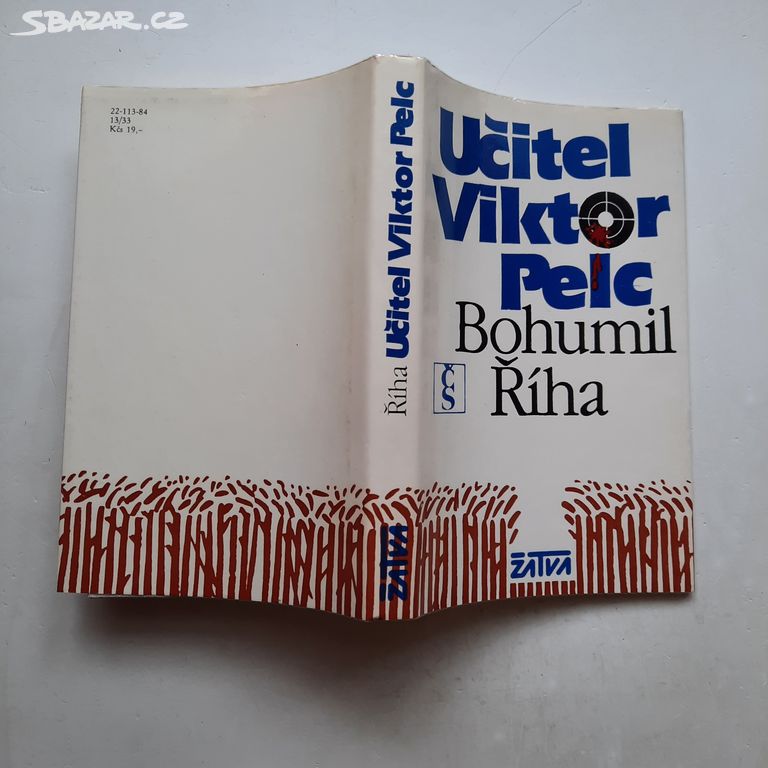 SBAZAR.CZ
22-113-84
13/33
Kčs 19,-
Říha Učitel Viktor Pelc
ŽATVA
Učitel
Viktor
Pelc
Bohumil
Říha
ČS
ŽATVA